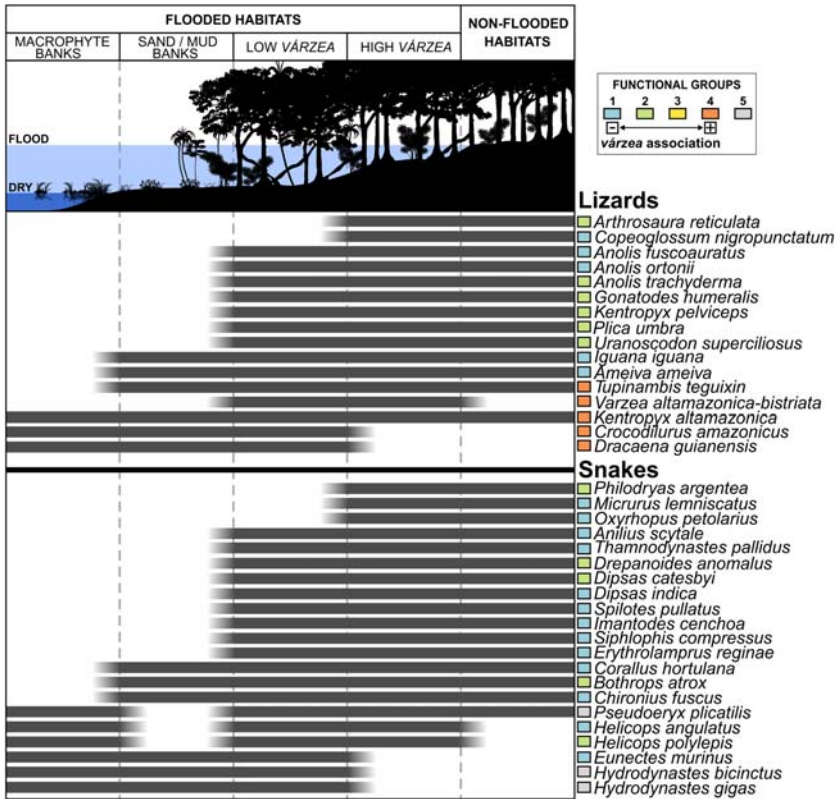 FLOODED HABITATS
NON-FLOODED
HABITATS
MACROPHYTE
BANKS
SAND / MUD
BANKS
LOW VÁRZEA
HIGH VÁRZEA
FLOOD
DRY
FUNCTIONAL GROUPS
1 2 3 4 5
- +
várzea association
Lizards
Arthrosaura reticulata
Copeoglossum nigropunctatum
Anolis fuscoauratus
Anolis ortonii
Anolis trachyderma
Gonatodes humeralis
Kentropyx pelviceps
Plica umbra
Uranoscodon superciliosus
Iguana iguana
Ameiva ameiva
Tupinambis teguixin
Varzea altamazonica-bistriata
Kentropyx altamazonica
Crocodilurus amazonicus
Dracaena guianensis
Snakes
Philodryas argentea
Micrurus lemniscatus
Oxyrhopus petolarius
Anilius scytale
Thamnodynastes pallidus
Drepanoides anomalus
Dipsas catesbyi
Dipsas indica
Spilotes pullatus
Imantodes cenchoa
Siphlophis compressus
Erythrolamprus reginae
Corallus hortulana
Bothrops atrox
Chironius fuscus
Pseudoeryx plicatilis
Helicops angulatus
Helicops polylepis
Eunectes murinus
Hydrodynastes bicinctus
Hydrodynastes gigas